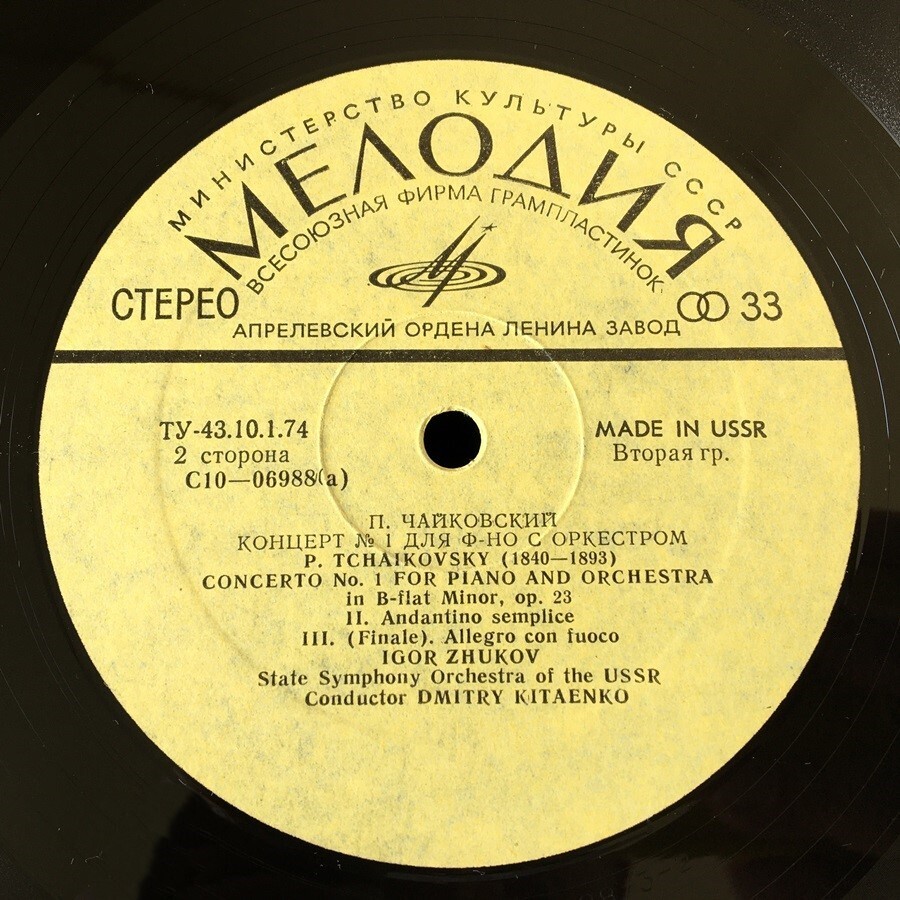 МИНИСТЕРСТВО КУЛЬТУРЫ СССР
МЕЛОДИЯ
ВСЕСОЮЗНАЯ ФИРМА ГРАМПЛАСТИНОК
СТЕРЕО
33
АПРЕЛЕВСКИЙ ОРДЕНА ЛЕНИНА ЗАВОД
ТУ-43.10.1.74
MADE IN USSR
2 сторона
Вторая гр.
С10—06988(а)
П. ЧАЙКОВСКИЙ
КОНЦЕРТ № 1 ДЛЯ Ф-НО С ОРКЕСТРОМ
P. TCHAIKOVSKY (1840—1893)
CONCERTO No. 1 FOR PIANO AND ORCHESTRA
in B-flat Minor, op. 23
II. Andantino semplice
III. (Finale). Allegro con fuoco
IGOR ZHUKOV
State Symphony Orchestra of the USSR
Conductor DMITRY KITAENKO